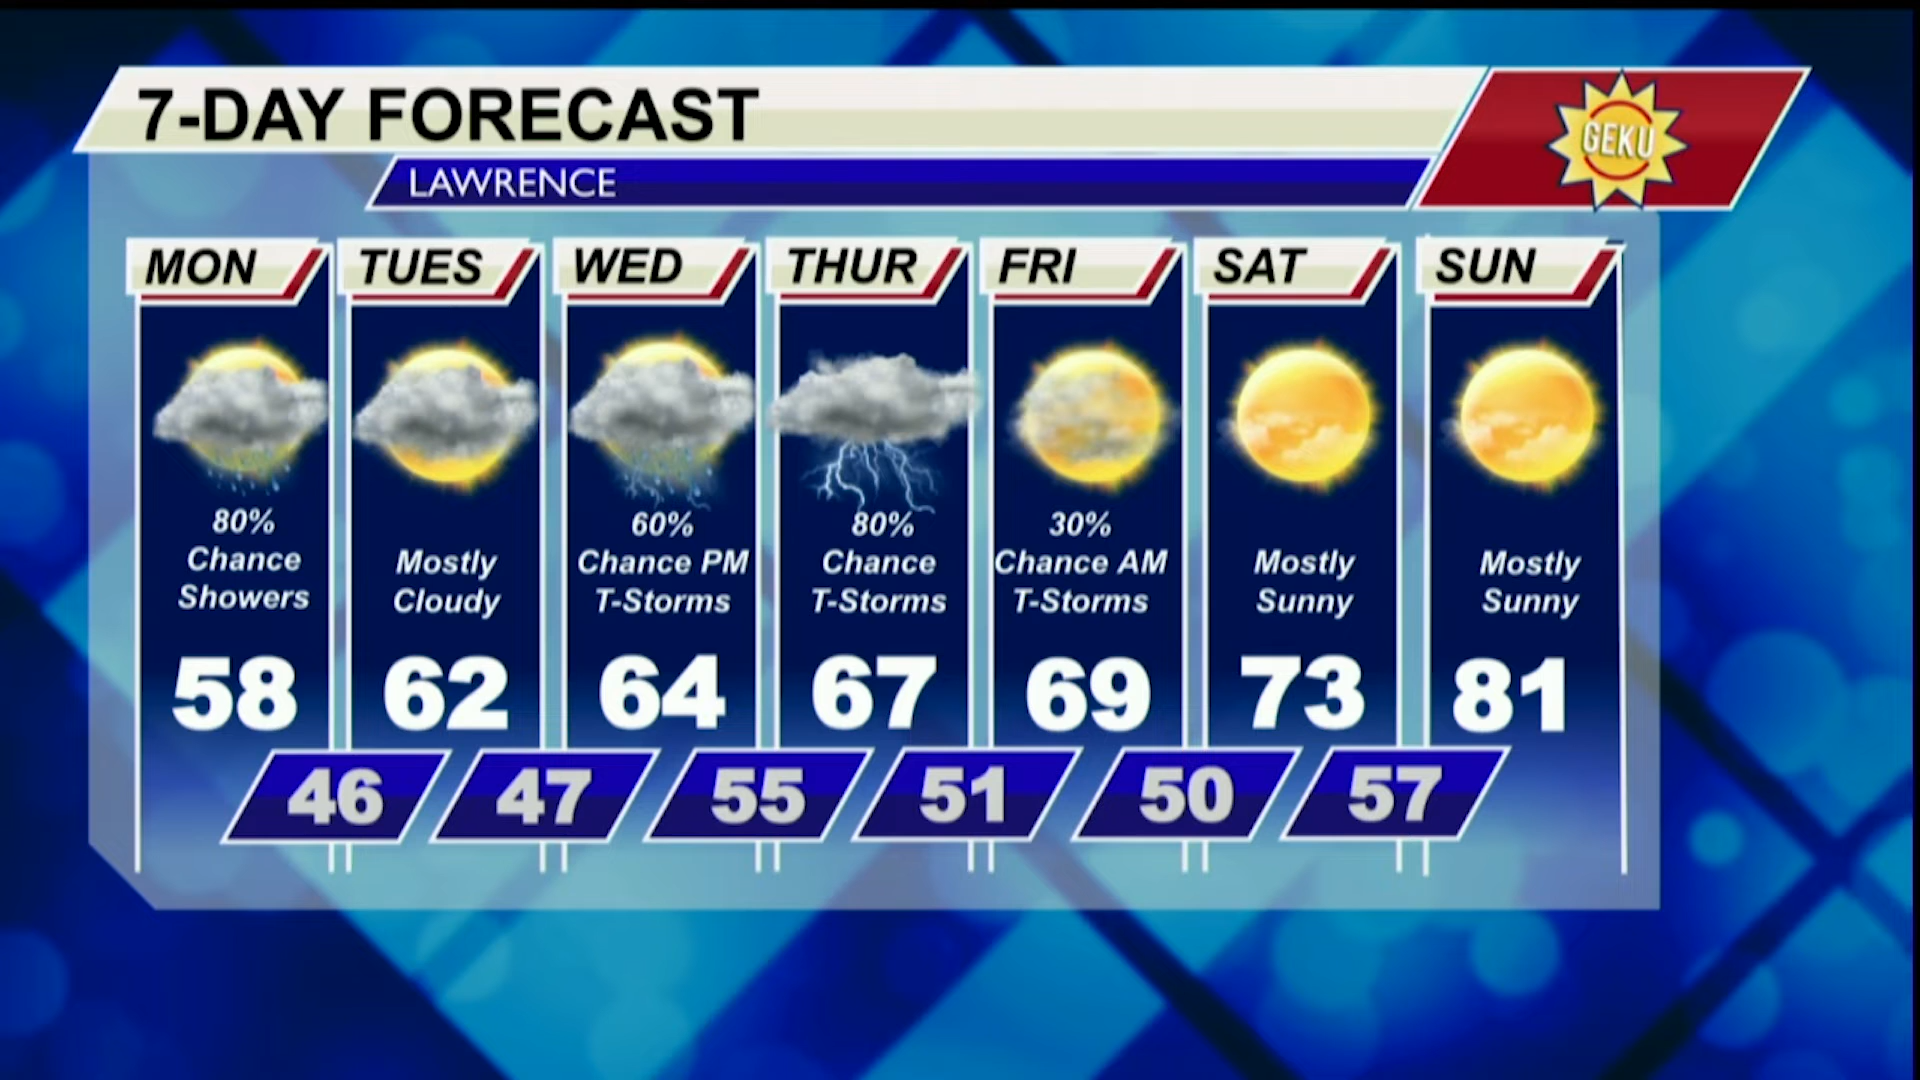 7-DAY FORECAST
GEKU
LAWRENCE
MON
TUES
WED
THUR
FRI
SAT
SUN
80%
Chance
Showers
Mostly
Cloudy
60%
Chance PM
T-Storms
80%
Chance
T-Storms
30%
Chance AM
T-Storms
Mostly
Sunny
Mostly
Sunny
58
62
64
67
69
73
81
46
47
55
51
50
57